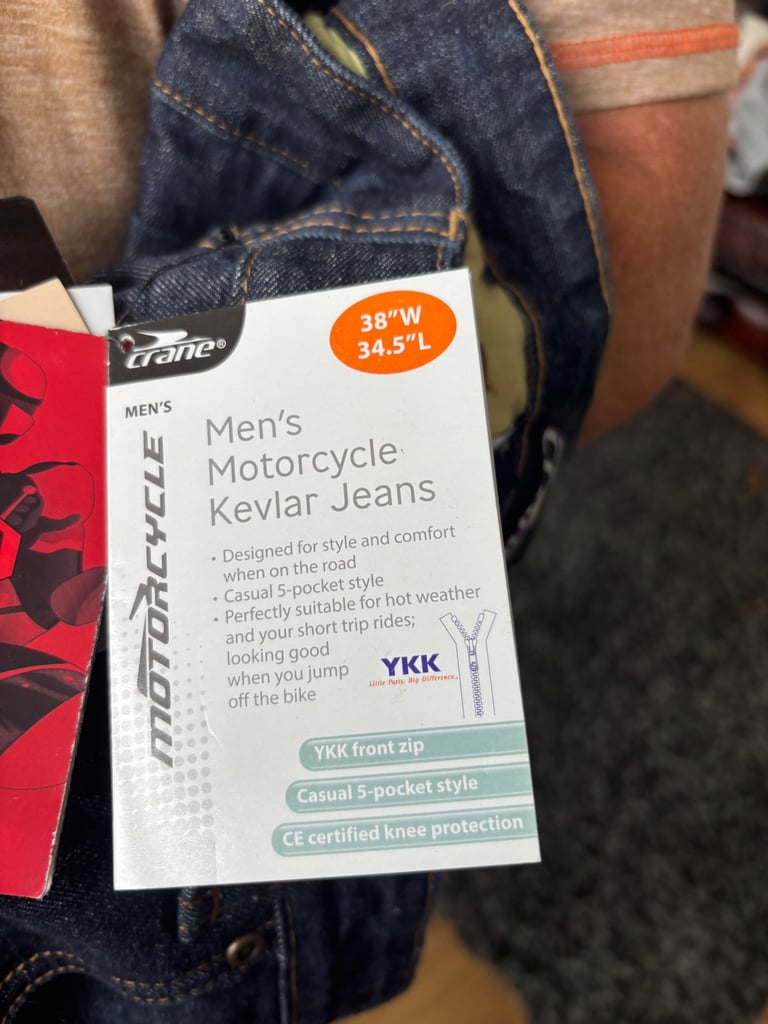 crane®
38"W
34.5"L
MEN'S
MOTORCYCLE
Men's
Motorcycle
Kevlar Jeans
· Designed for style and comfort
when on the road
· Casual 5-pocket style
· Perfectly suitable for hot weather
and your short trip rides;
looking good
when you jump
off the bike
YKK
Little Parts. Big Difference.
YKK front zip
Casual 5-pocket style
CE certified knee protection